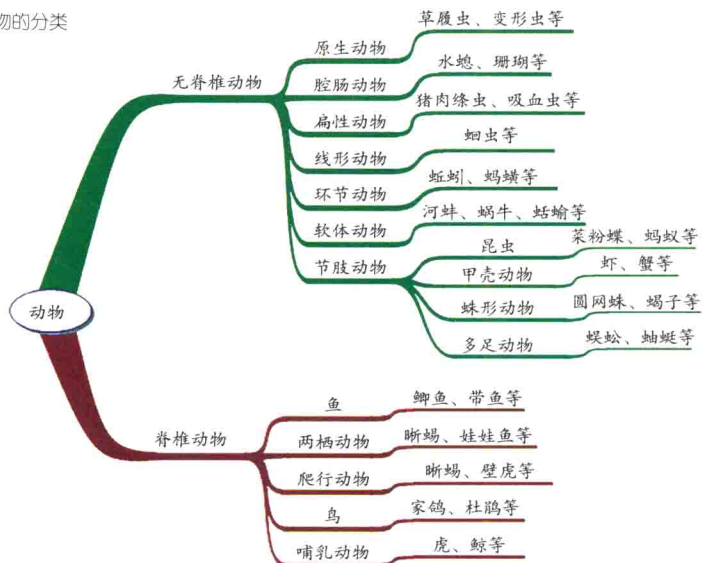 物的分类
动物
无脊椎动物
原生动物
草履虫、变形虫等
腔肠动物
水螅、珊瑚等
扁性动物
猪肉绦虫、吸血虫等
线形动物
蛔虫等
环节动物
蚯蚓、蚂蟥等
软体动物
河蚌、蜗牛、蛞蝓等
节肢动物
昆虫
菜粉蝶、蚂蚁等
甲壳动物
虾、蟹等
蛛形动物
圆网蛛、蝎子等
多足动物
蜈蚣、蚰蜒等
脊椎动物
鱼
鲫鱼、带鱼等
两栖动物
晰蜴、娃娃鱼等
爬行动物
晰蜴、壁虎等
鸟
家鸽、杜鹃等
哺乳动物
虎、鲸等